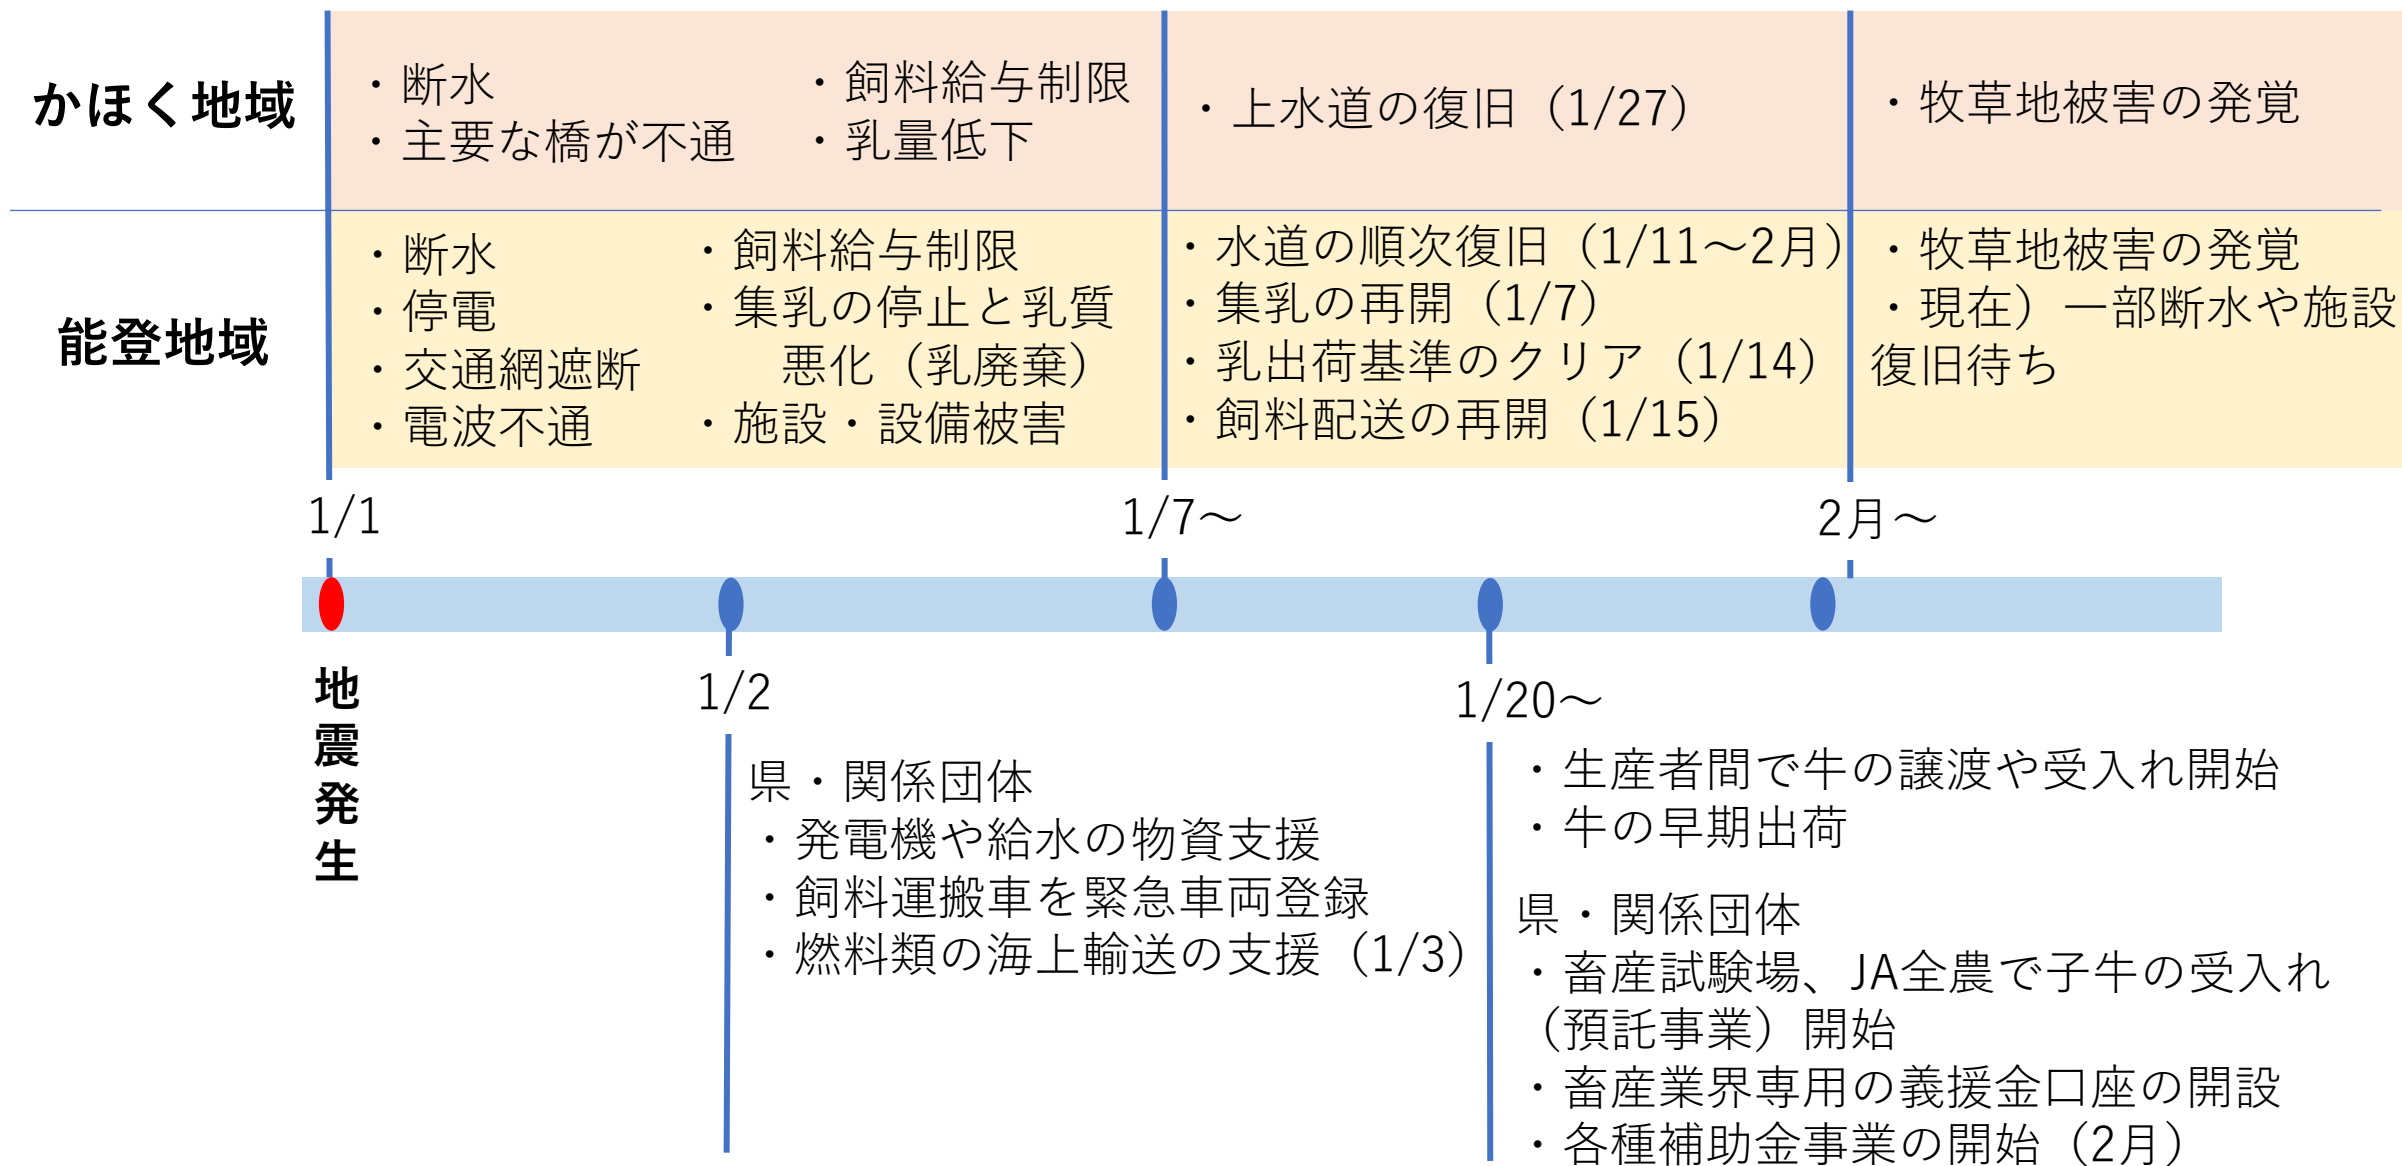 かほく地域
・断水
・主要な橋が不通
・飼料給与制限
・乳量低下
・上水道の復旧（1/27）
・牧草地被害の発覚
能登地域
・断水
・停電
・交通網遮断
・電波不通
・飼料給与制限
・集乳の停止と乳質
悪化（乳廃棄）
・施設・設備被害
・水道の順次復旧（1/11～2月）
・集乳の再開（1/7）
・乳出荷基準のクリア（1/14）
・飼料配送の再開（1/15）
・牧草地被害の発覚
・現在）一部断水や施設
復旧待ち
1/1
1/7～
2月～
地震発生
1/2
県・関係団体
・発電機や給水の物資支援
・飼料運搬車を緊急車両登録
・燃料類の海上輸送の支援（1/3）
1/20～
・生産者間で牛の譲渡や受入れ開始
・牛の早期出荷
県・関係団体
・畜産試験場、JA全農で子牛の受入れ
（預託事業）開始
・畜産業界専用の義援金口座の開設
・各種補助金事業の開始（2月）